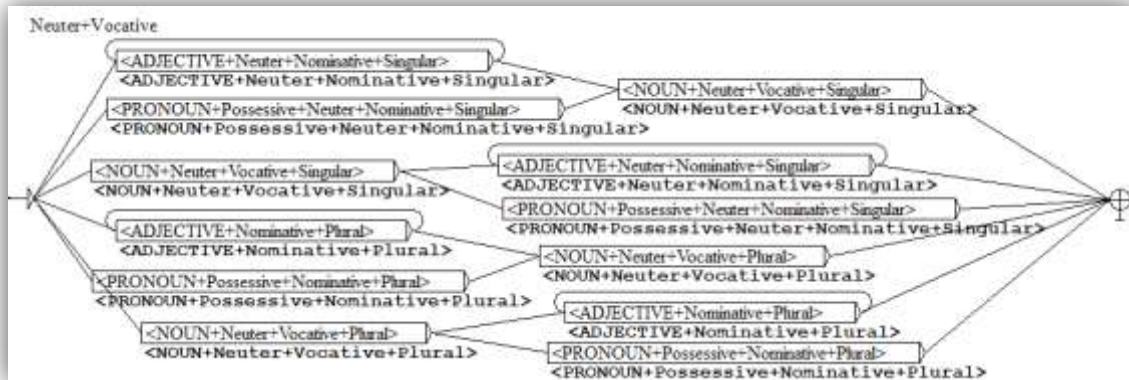 Neuter+Vocative
<ADJECTIVE+Neuter+Nominative+Singular>
<ADJECTIVE+Neuter+Nominative+Singular>
<NOUN+Neuter+Vocative+Singular>
<NOUN+Neuter+Vocative+Singular>
<PRONOUN+Possessive+Neuter+Nominative+Singular>
<PRONOUN+Possessive+Neuter+Nominative+Singular>
<NOUN+Neuter+Vocative+Singular>
<NOUN+Neuter+Vocative+Singular>
<ADJECTIVE+Neuter+Nominative+Singular>
<ADJECTIVE+Neuter+Nominative+Singular>
<PRONOUN+Possessive+Neuter+Nominative+Singular>
<PRONOUN+Possessive+Neuter+Nominative+Singular>
<ADJECTIVE+Nominative+Plural>
<ADJECTIVE+Nominative+Plural>
<NOUN+Neuter+Vocative+Plural>
<NOUN+Neuter+Vocative+Plural>
<PRONOUN+Possessive+Nominative+Plural>
<PRONOUN+Possessive+Nominative+Plural>
<NOUN+Neuter+Vocative+Plural>
<NOUN+Neuter+Vocative+Plural>
<ADJECTIVE+Nominative+Plural>
<ADJECTIVE+Nominative+Plural>
<PRONOUN+Possessive+Nominative+Plural>
<PRONOUN+Possessive+Nominative+Plural>